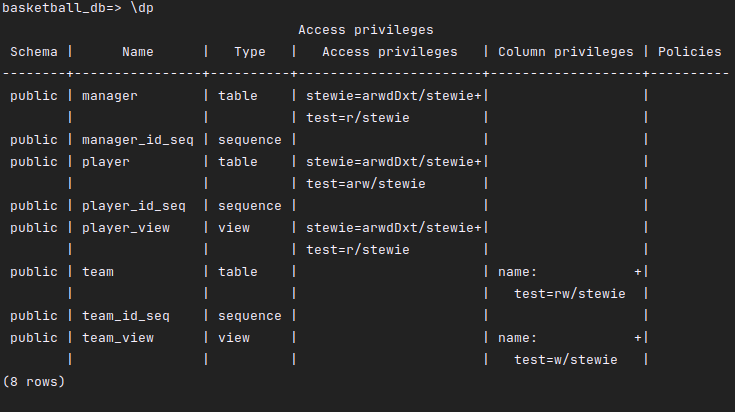 basketball_db=> \dp
                                     Access privileges
 Schema |      Name       |   Type   |   Access privileges   | Column privileges | Policies
--------+-----------------+----------+-----------------------+-------------------+----------
 public | manager         | table    | stewie=arwdDxt/stewie+|                   |
        |                 |          | test=r/stewie         |                   |
 public | manager_id_seq  | sequence |                       |                   |
 public | player          | table    | stewie=arwdDxt/stewie+|                   |
        |                 |          | test=arw/stewie       |                   |
 public | player_id_seq   | sequence |                       |                   |
 public | player_view     | view     | stewie=arwdDxt/stewie+|                   |
        |                 |          | test=r/stewie         |                   |
 public | team            | table    |                       | name:            +|
        |                 |          |                       |   test=rw/stewie  |
 public | team_id_seq     | sequence |                       |                   |
 public | team_view       | view     |                       | name:            +|
        |                 |          |                       |   test=w/stewie   |
(8 rows)